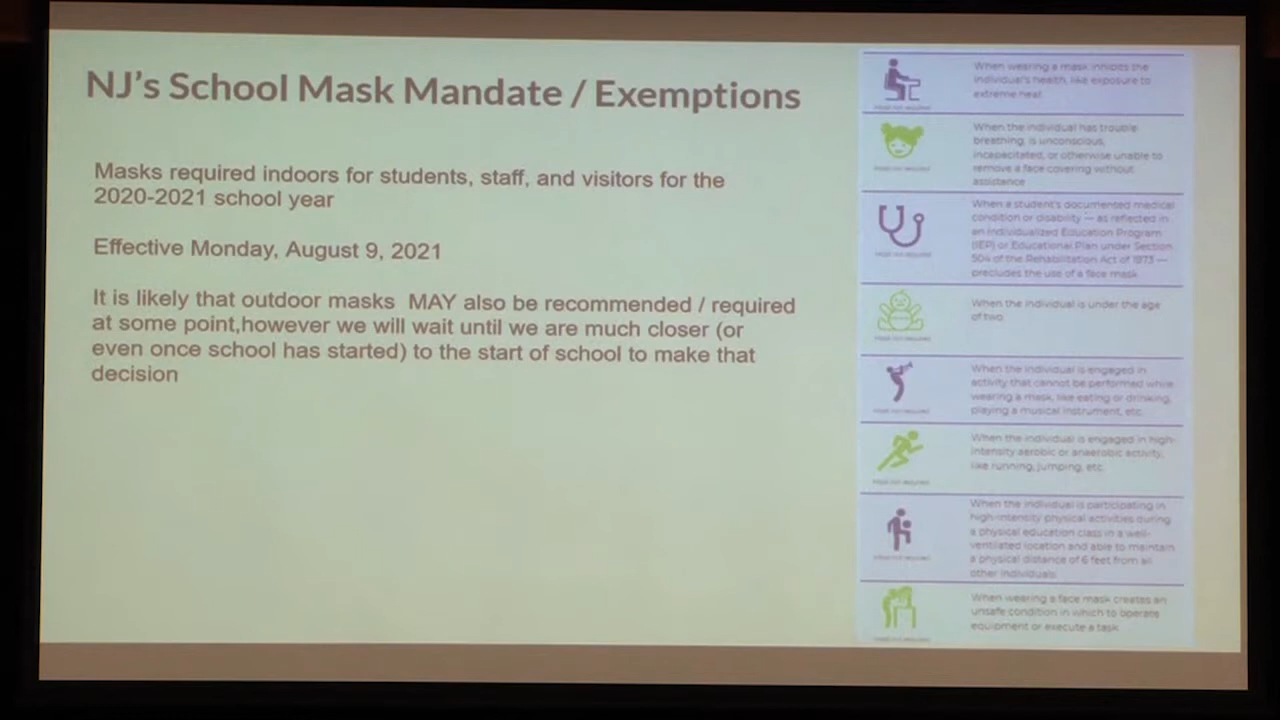 NJ's School Mask Mandate / Exemptions
Masks required indoors for students, staff, and visitors for the
2020-2021 school year
Effective Monday, August 9, 2021
It is likely that outdoor masks MAY also be recommended / required
at some point,however we will wait until we are much closer (or
even once school has started) to the start of school to make that
decision
When wearing a mask inhibits the
individual's health, like exposure to
extreme heat.
When the individual has trouble
breathing, is unconscious,
incapacitated, or otherwise unable to
remove a face covering without
assistance
When a student's documented medical
condition or disability — as reflected in
an Individualized Education Program
(IEP) or Educational Plan under Section
504 of the Rehabilitation Act of 1973 —
precludes the use of a face mask
When the individual is under the age
of two
When the individual is engaged in
activity that cannot be performed while
wearing a mask, like eating or drinking,
playing a musical instrument, etc.
When the individual is engaged in high-
intensity aerobic or anaerobic activity,
like running, jumping, etc.
When the individual is participating in
high-intensity physical activities during
a physical education class in a well-
ventilated location and able to maintain
a physical distance of 6 feet from all
other individuals.
When wearing a face mask creates an
unsafe condition in which to operate
equipment or execute a task